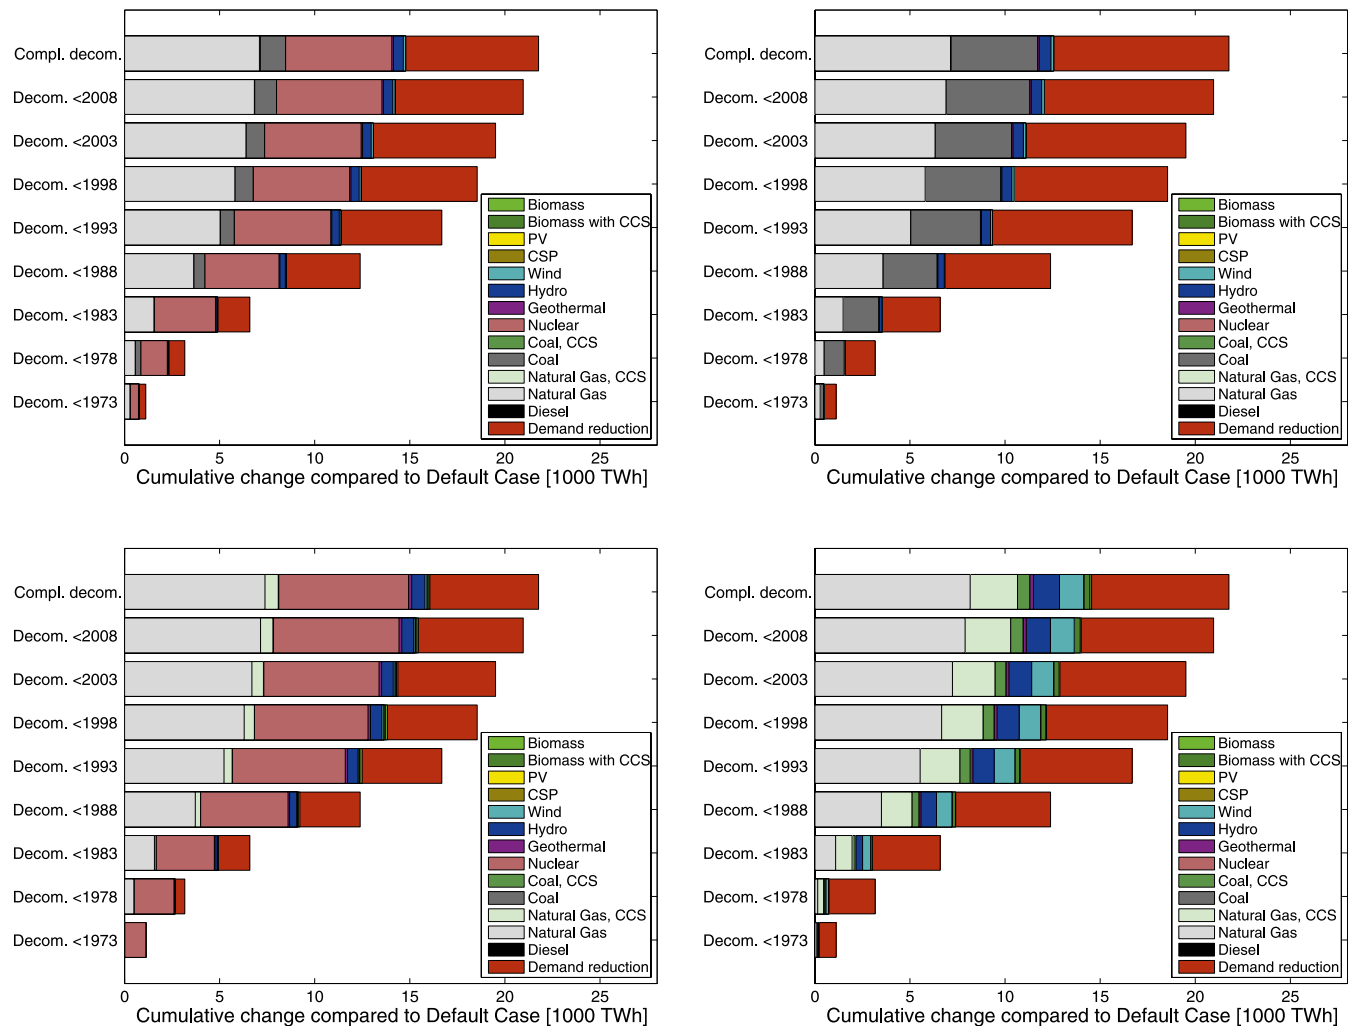 Compl. decom.
Decom. <2008
Decom. <2003
Decom. <1998
Decom. <1993
Decom. <1988
Decom. <1983
Decom. <1978
Decom. <1973
Biomass
Biomass with CCS
PV
CSP
Wind
Hydro
Geothermal
Nuclear
Coal, CCS
Coal
Natural Gas, CCS
Natural Gas
Diesel
Demand reduction
0 5 10 15 20 25
Cumulative change compared to Default Case [1000 TWh]
Compl. decom.
Decom. <2008
Decom. <2003
Decom. <1998
Decom. <1993
Decom. <1988
Decom. <1983
Decom. <1978
Decom. <1973
Biomass
Biomass with CCS
PV
CSP
Wind
Hydro
Geothermal
Nuclear
Coal, CCS
Coal
Natural Gas, CCS
Natural Gas
Diesel
Demand reduction
0 5 10 15 20 25
Cumulative change compared to Default Case [1000 TWh]
Compl. decom.
Decom. <2008
Decom. <2003
Decom. <1998
Decom. <1993
Decom. <1988
Decom. <1983
Decom. <1978
Decom. <1973
Biomass
Biomass with CCS
PV
CSP
Wind
Hydro
Geothermal
Nuclear
Coal, CCS
Coal
Natural Gas, CCS
Natural Gas
Diesel
Demand reduction
0 5 10 15 20 25
Cumulative change compared to Default Case [1000 TWh]
Compl. decom.
Decom. <2008
Decom. <2003
Decom. <1998
Decom. <1993
Decom. <1988
Decom. <1983
Decom. <1978
Decom. <1973
Biomass
Biomass with CCS
PV
CSP
Wind
Hydro
Geothermal
Nuclear
Coal, CCS
Coal
Natural Gas, CCS
Natural Gas
Diesel
Demand reduction
0 5 10 15 20 25
Cumulative change compared to Default Case [1000 TWh]